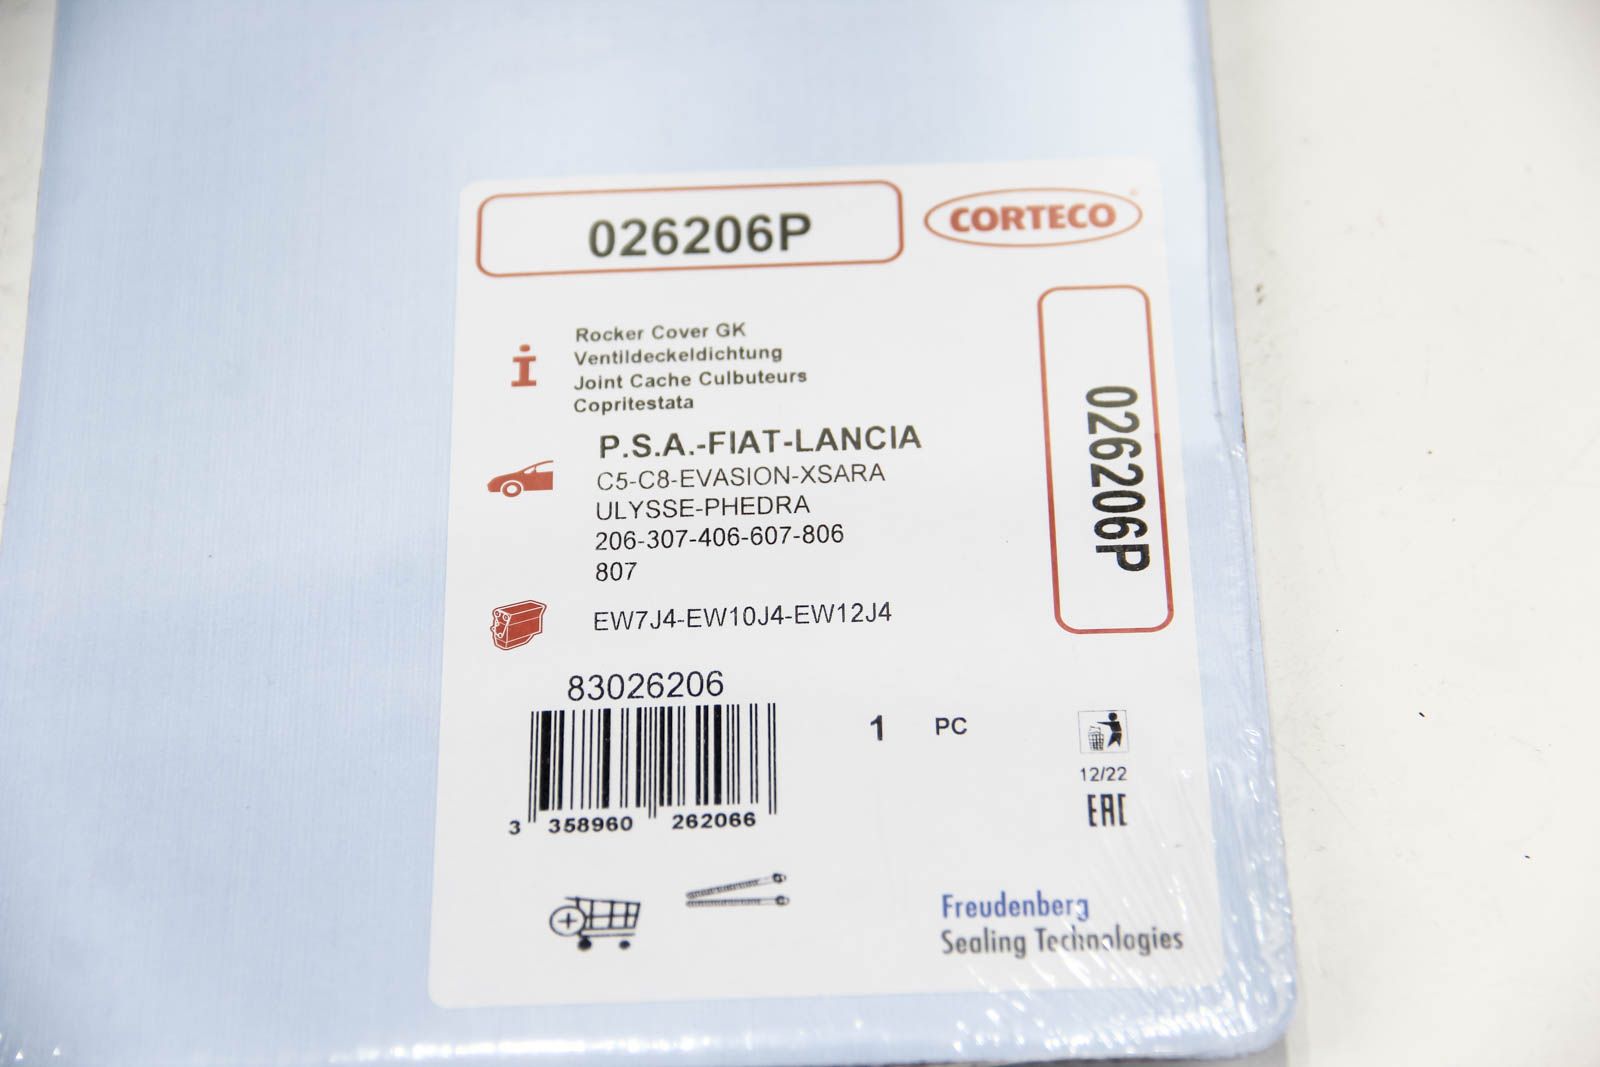 026206P
CORTECO
Rocker Cover GK
Ventildeckeldichtung
Joint Cache Culbuteurs
Copritestata
P.S.A.-FIAT-LANCIA
C5-C8-EVASION-XSARA
ULYSSE-PHEDRA
206-307-406-607-806
807
EW7J4-EW10J4-EW12J4
026206P
83026206
3 358960 262066
1 PC
12/22
EAC
Freudenberg
Sealing Technologies